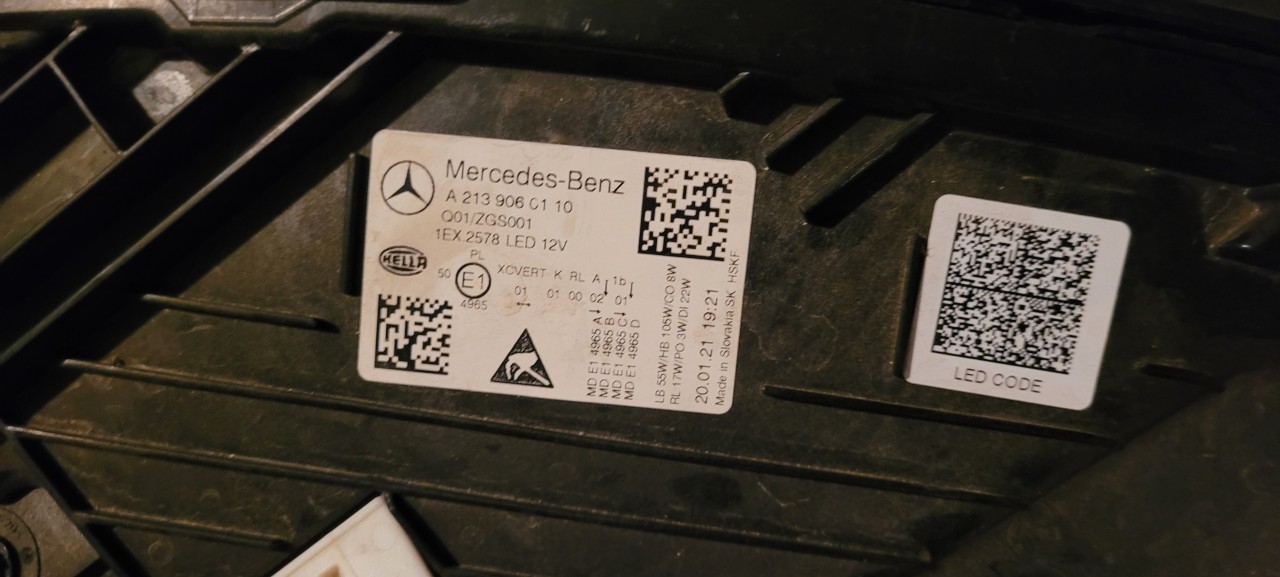 Mercedes-Benz
A 213 906 01 10
Q01/ZGS001
1EX.2578 LED 12V
HELLA
PL
50 E1 XCVERT K RL A 1b
01 01 00 02 01
4965
MD E1 4965 A
MD E1 4965 B
MD E1 4965 C
MD E1 4965 D
LB 55W/HB 105W/CO 8W
RL 17W/PO 3W/DI 22W
20.01.21 19:21
Made in Slovakia SK HSKF
LED CODE